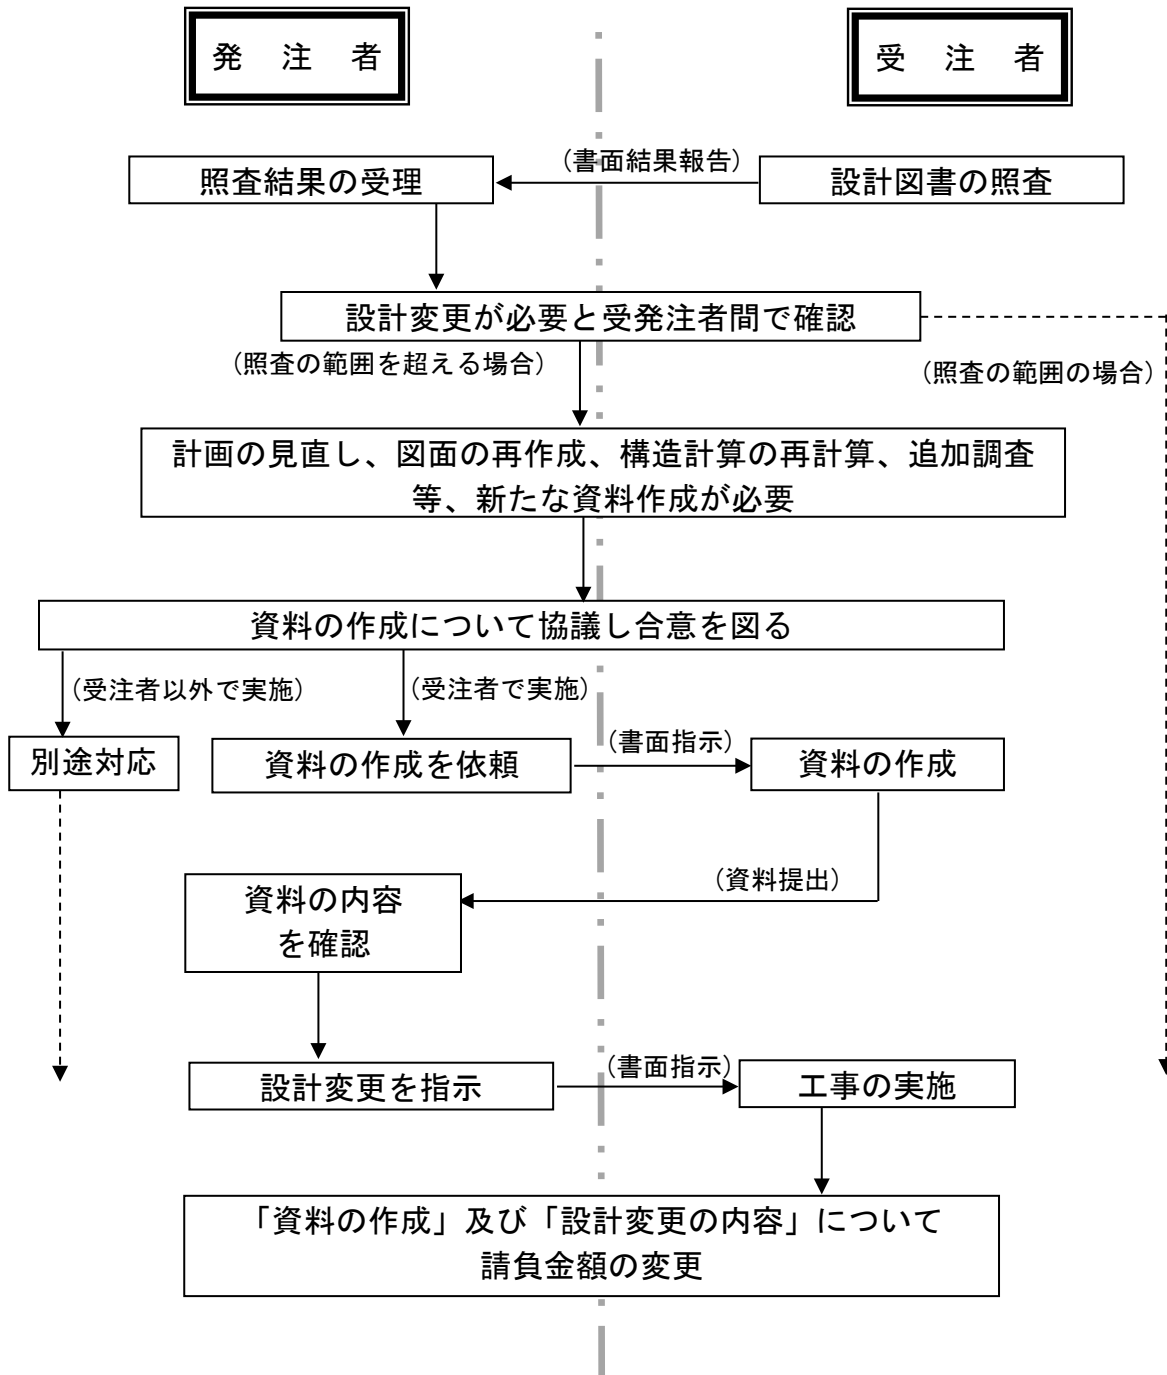 発注者
受注者
(書面結果報告)
照査結果の受理
設計図書の照査
設計変更が必要と受発注者間で確認
(照査の範囲を超える場合)
(照査の範囲の場合)
計画の見直し、図面の再作成、構造計算の再計算、追加調査
等、新たな資料作成が必要
資料の作成について協議し合意を図る
(受注者以外で実施)
(受注者で実施)
(書面指示)
別途対応
資料の作成を依頼
資料の作成
(資料提出)
資料の内容
を確認
(書面指示)
設計変更を指示
工事の実施
「資料の作成」及び「設計変更の内容」について
請負金額の変更